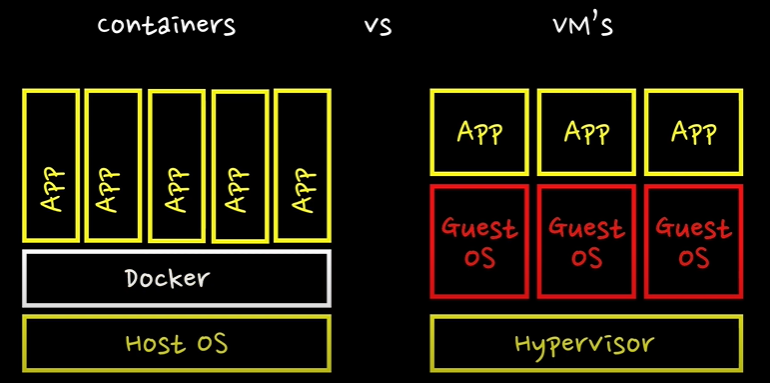 containers vs VM's
App App App App App
Docker
Host OS
App App App
Guest OS Guest OS Guest OS
Hypervisor